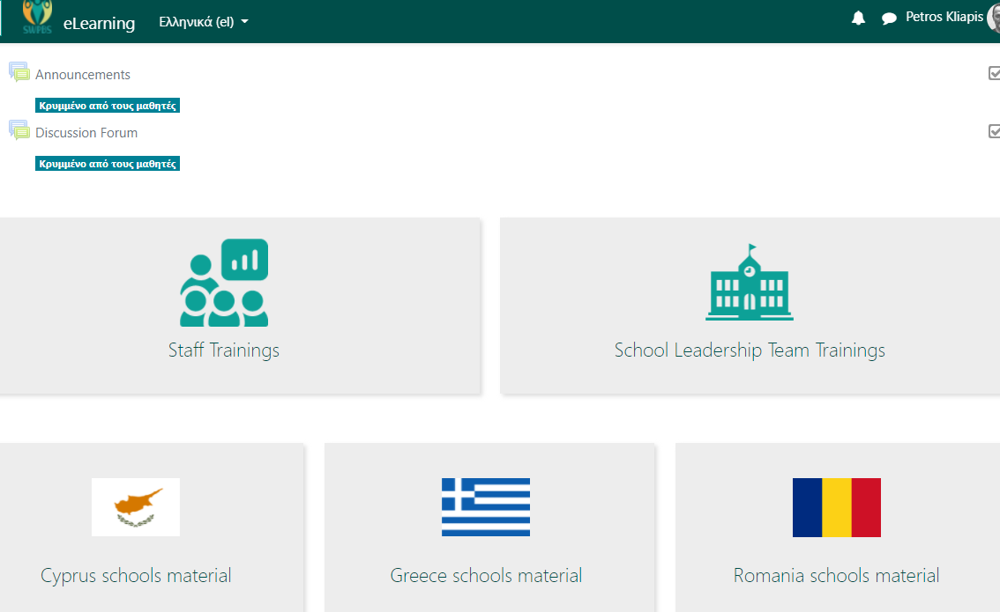 SWPBS
eLearning Ελληνικά (el) Petros Kliapis
Announcements
Κρυμμένο από τους μαθητές
Discussion Forum
Κρυμμένο από τους μαθητές
Staff Trainings School Leadership Team Trainings
Cyprus schools material Greece schools material Romania schools material